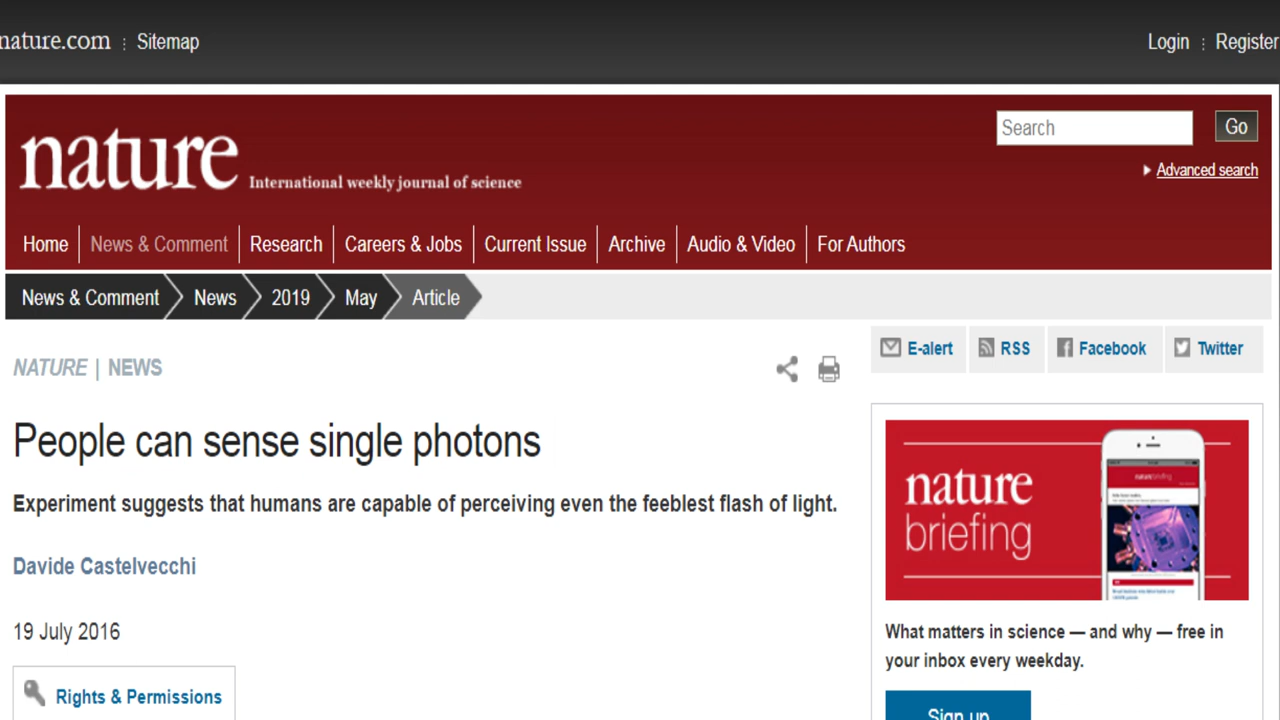 nature.com : Sitemap
Login : Register
nature International weekly journal of science
Search
Go
Advanced search
Home
News & Comment
Research
Careers & Jobs
Current Issue
Archive
Audio & Video
For Authors
News & Comment
News
2019
May
Article
NATURE | NEWS
E-alert
RSS
Facebook
Twitter
People can sense single photons
Experiment suggests that humans are capable of perceiving even the feeblest flash of light.
Davide Castelvecchi
19 July 2016
Rights & Permissions
nature
briefing
What matters in science — and why — free in
your inbox every weekday.
Sign up